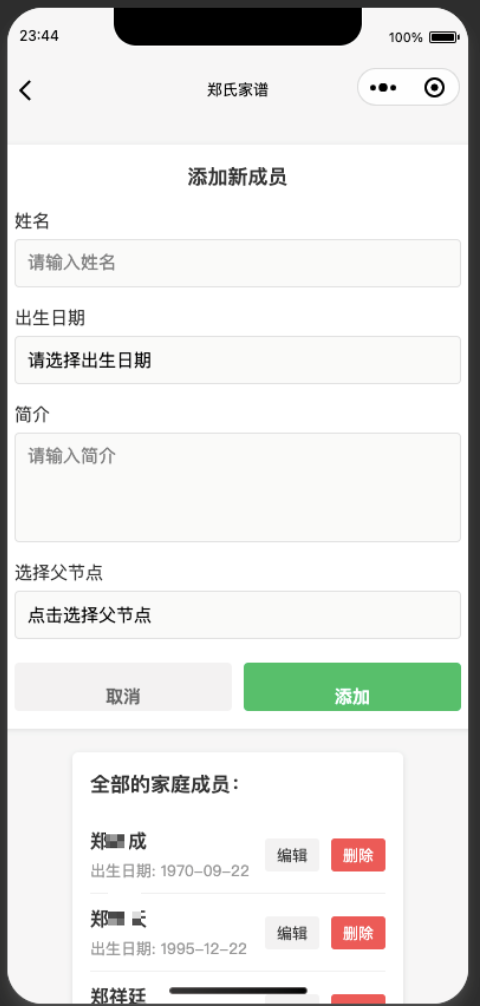 23:44
100%
郑氏家谱
添加新成员
姓名
请输入姓名
出生日期
请选择出生日期
简介
请输入简介
选择父节点
点击选择父节点
取消
添加
全部的家庭成员：
郑 成
出生日期: 1970-09-22
编辑
删除
郑
出生日期: 1995-12-22
编辑
删除
郑祥廷